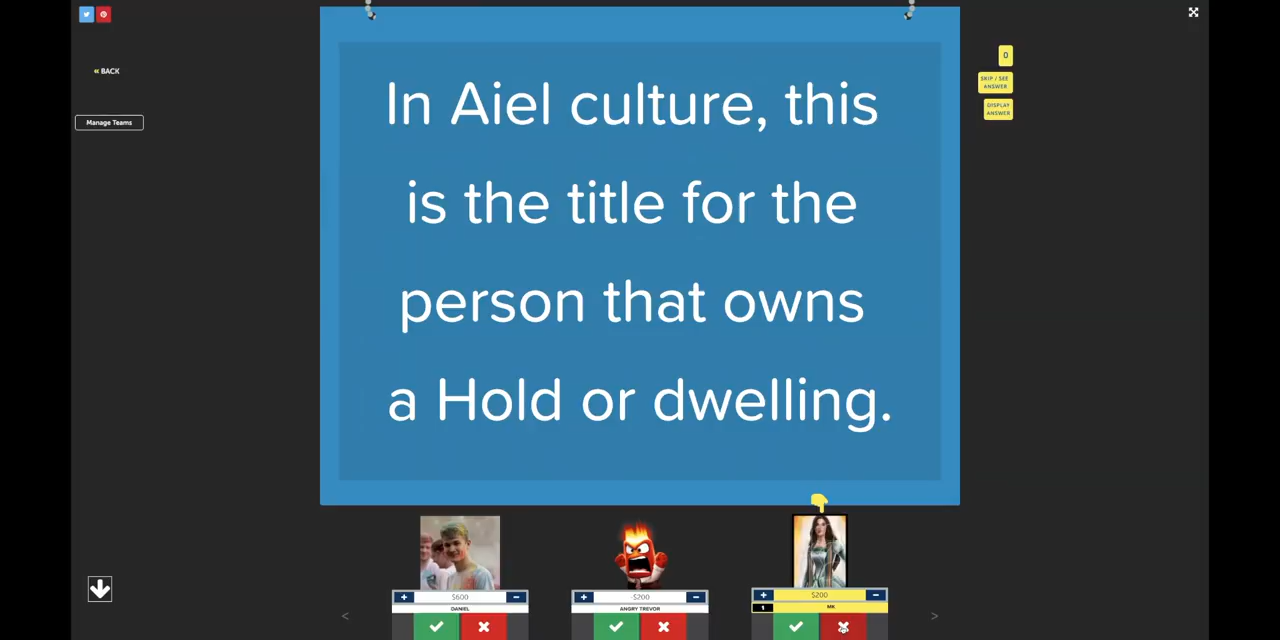 « BACK
Manage Teams
In Aiel culture, this
is the title for the
person that owns
a Hold or dwelling.
0
SKIP / SEE
ANSWER
DISPLAY
ANSWER
$600
DANIEL
-$200
ANGRY TREVOR
$200
1 MK